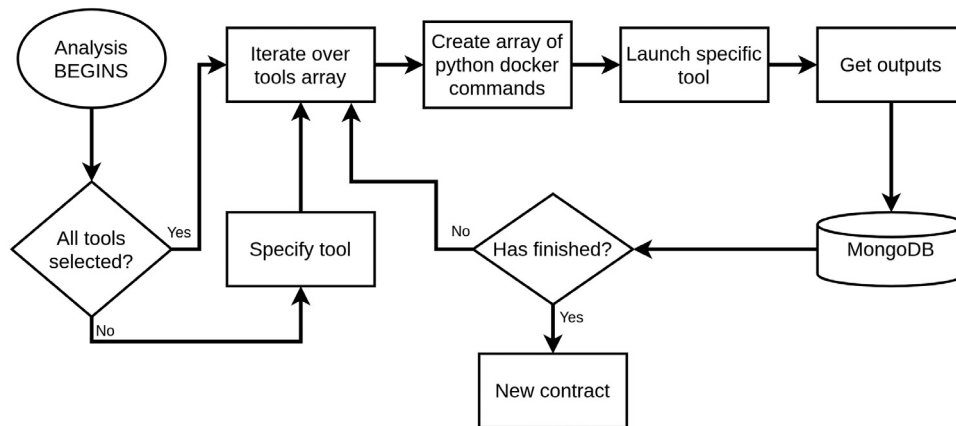 Analysis
BEGINS
Iterate over
tools array
Create array of
python docker
commands
Launch specific
tool
Get outputs
All tools
selected?
Yes
No
Specify tool
No
Has finished?
Yes
MongoDB
New contract